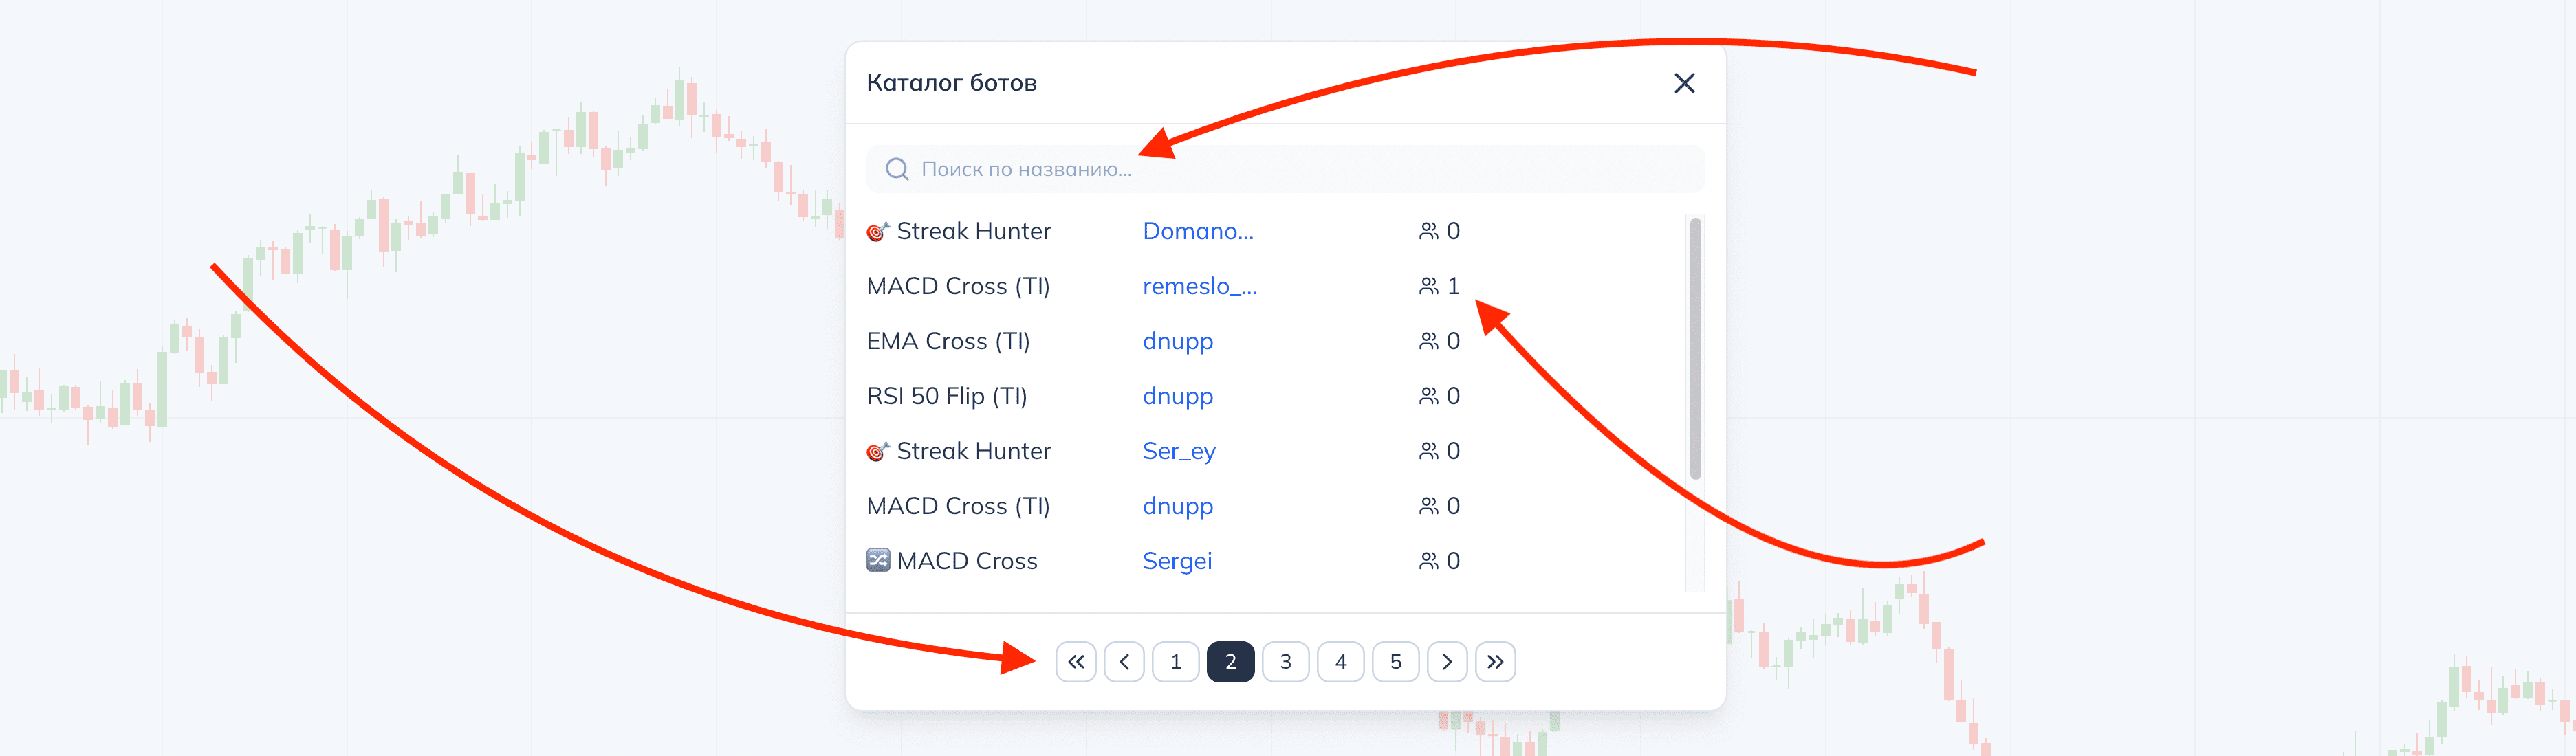 Каталог ботов
Поиск по названию...
🎯 Streak Hunter Domano... 0
MACD Cross (TI) remeslo_... 1
EMA Cross (TI) dnupp 0
RSI 50 Flip (TI) dnupp 0
🎯 Streak Hunter Ser_ey 0
MACD Cross (TI) dnupp 0
🔀 MACD Cross Sergei 0
« ‹ 1 2 3 4 5 › »